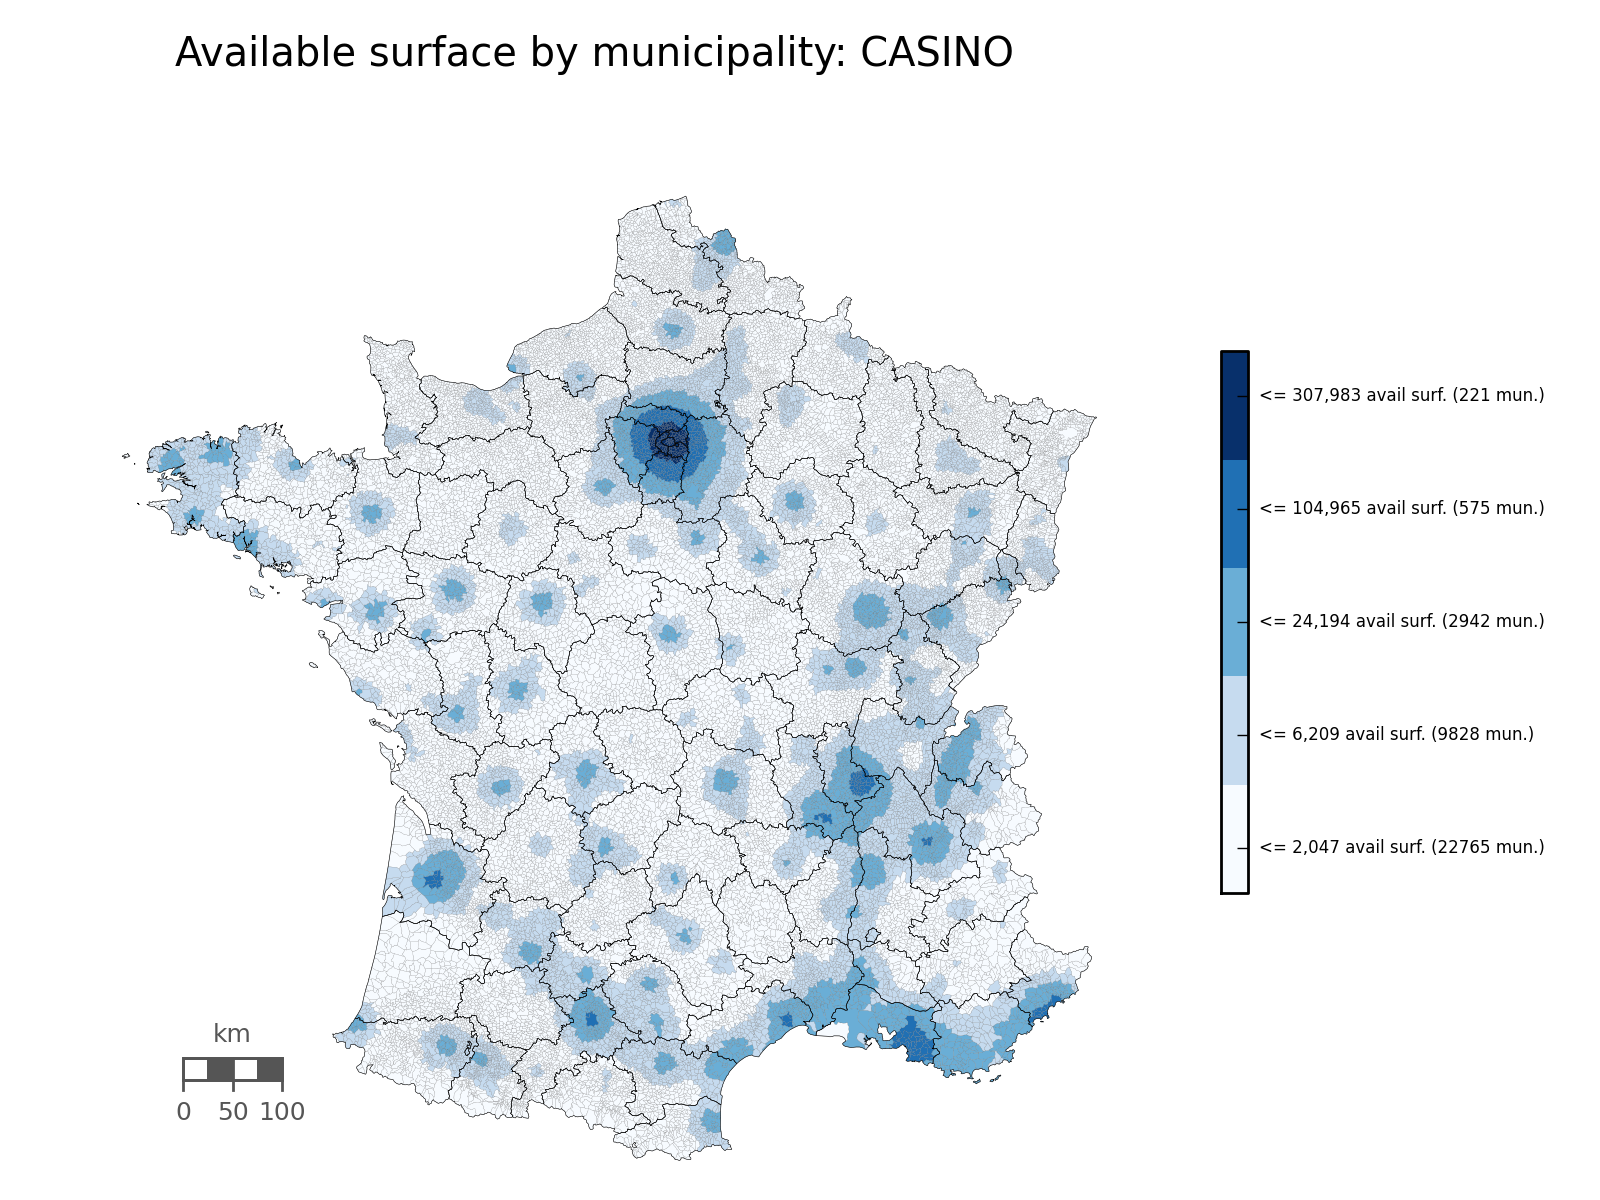 Available surface by municipality: CASINO
<= 307,983 avail surf. (221 mun.)
<= 104,965 avail surf. (575 mun.)
<= 24,194 avail surf. (2942 mun.)
<= 6,209 avail surf. (9828 mun.)
<= 2,047 avail surf. (22765 mun.)
km
0 50 100